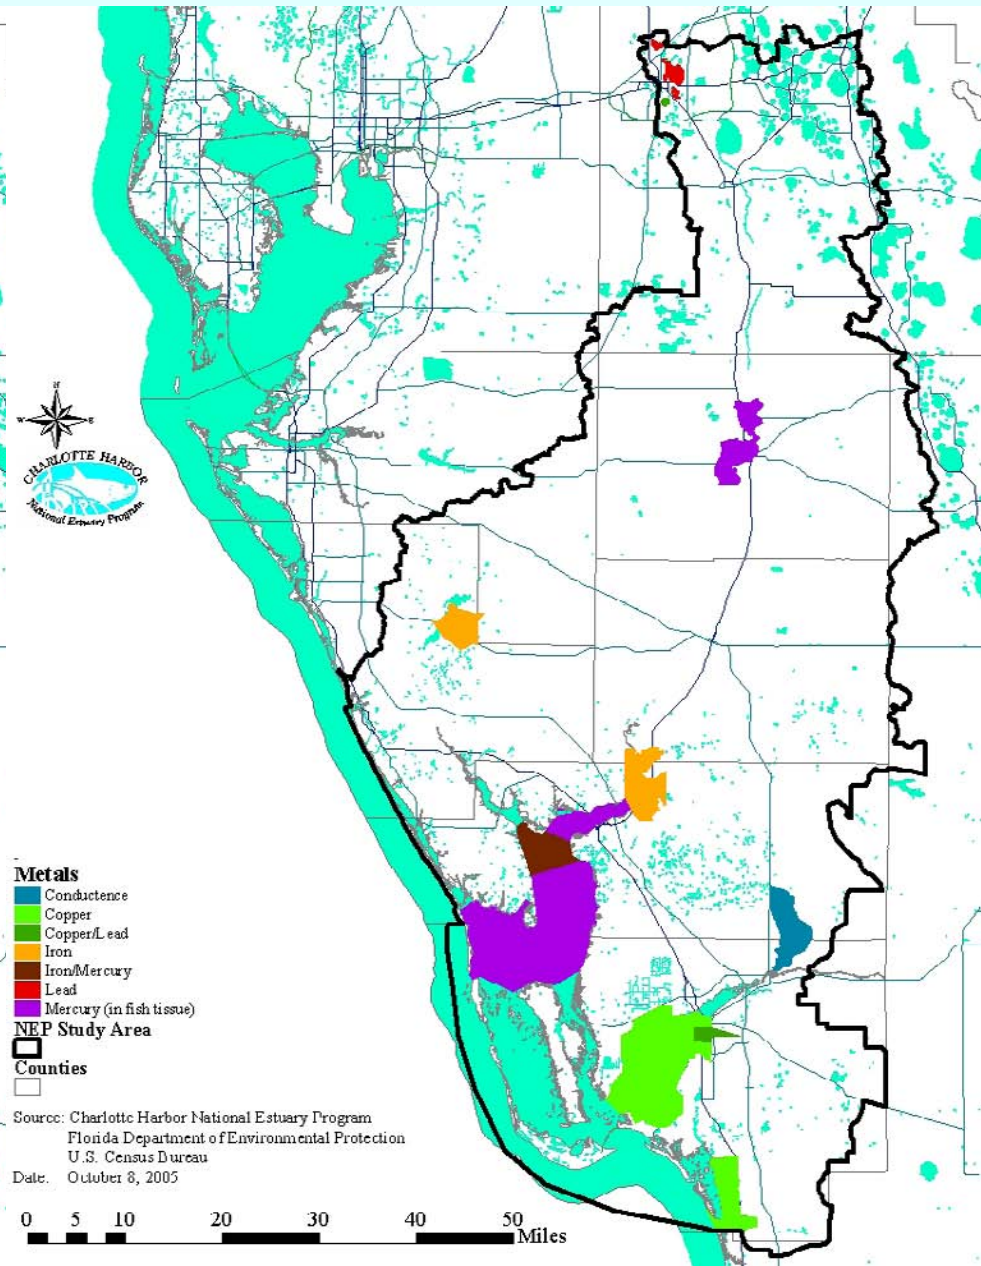 N
W
E
S
CHARLOTTE HARBOR
National Estuary Program
Metals
Conductence
Copper
Copper/Lead
Iron
Iron/Mercury
Lead
Mercury (in fish tissue)
NEP Study Area
Counties
Source: Charlotte Harbor National Estuary Program
Florida Department of Environmental Protection
U.S. Census Bureau
Date: October 8, 2005
0 5 10 20 30 40 50
Miles